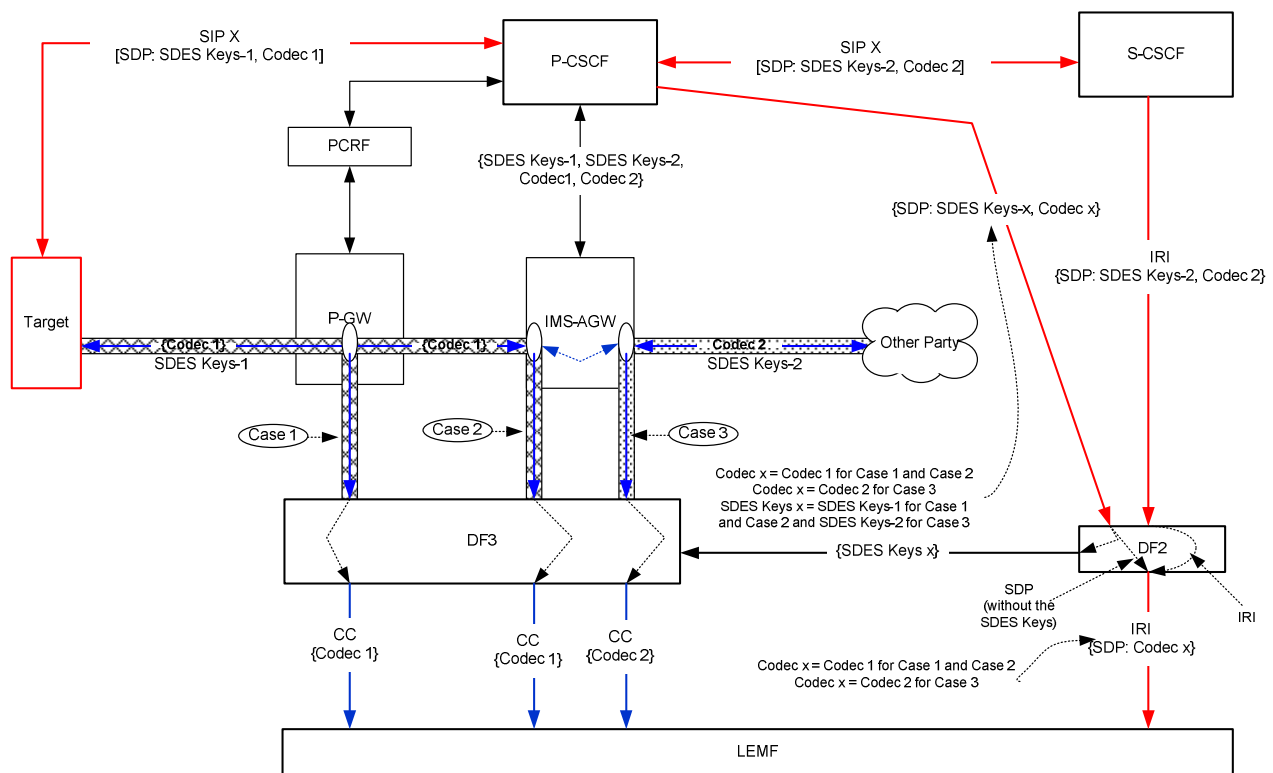 SIP X
[SDP: SDES Keys-1, Codec 1]
P-CSCF
SIP X
[SDP: SDES Keys-2, Codec 2]
S-CSCF
PCRF
{SDES Keys-1, SDES Keys-2,
Codec1, Codec 2}
{SDP: SDES Keys-x, Codec x}
IRI
{SDP: SDES Keys-2, Codec 2}
Target
P-GW
IMS-AGW
Other Party
{Codec 1}
{Codec 1}
Codec 2
SDES Keys-1
SDES Keys-2
Case 1
Case 2
Case 3
Codec x = Codec 1 for Case 1 and Case 2
Codec x = Codec 2 for Case 3
SDES Keys x = SDES Keys-1 for Case 1
and Case 2 and SDES Keys-2 for Case 3
DF3
{SDES Keys x}
DF2
SDP
(without the
SDES Keys)
IRI
CC
{Codec 1}
CC
{Codec 1}
CC
{Codec 2}
IRI
{SDP: Codec x}
Codec x = Codec 1 for Case 1 and Case 2
Codec x = Codec 2 for Case 3
LEMF